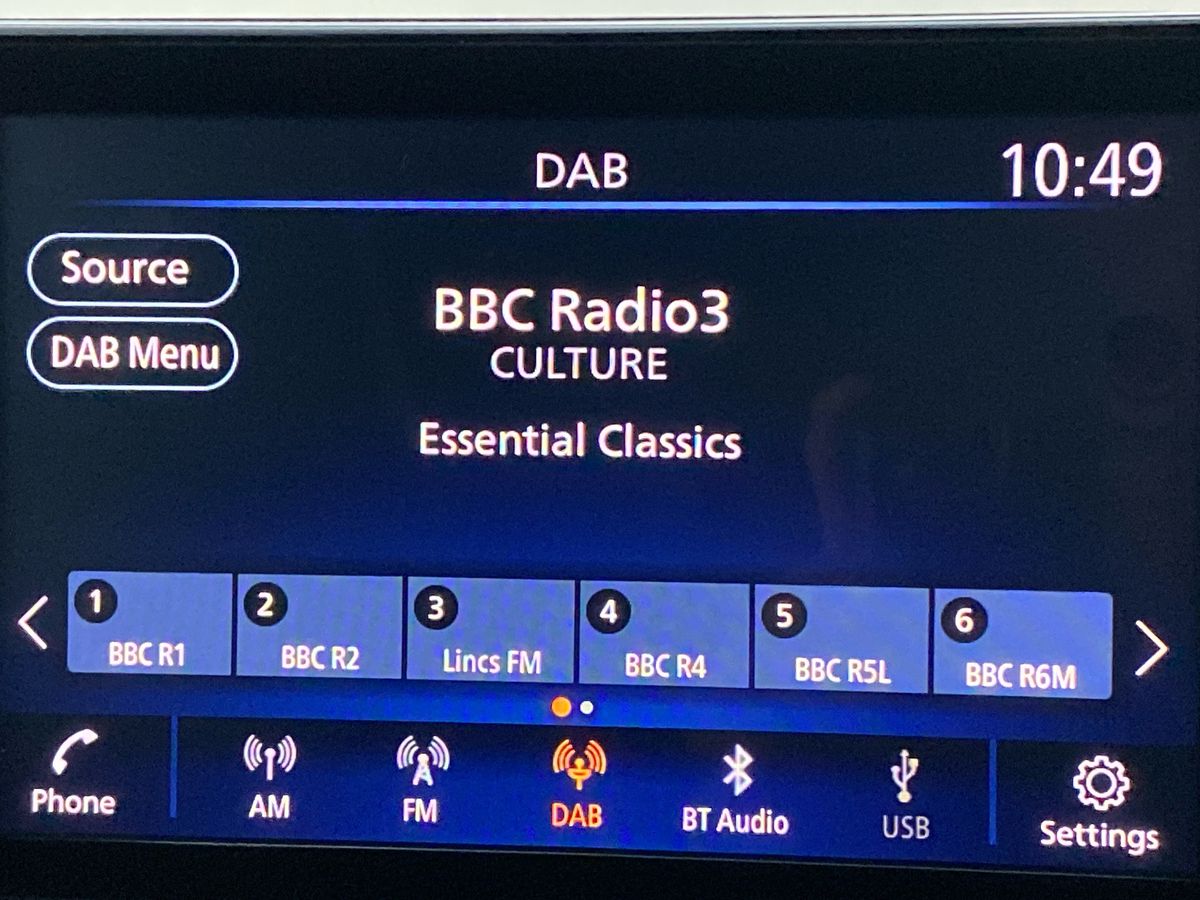 DAB
10:49
Source
DAB Menu
BBC Radio3
CULTURE
Essential Classics
1 BBC R1
2 BBC R2
3 Lincs FM
4 BBC R4
5 BBC R5L
6 BBC R6M
Phone
AM
FM
DAB
BT Audio
USB
Settings